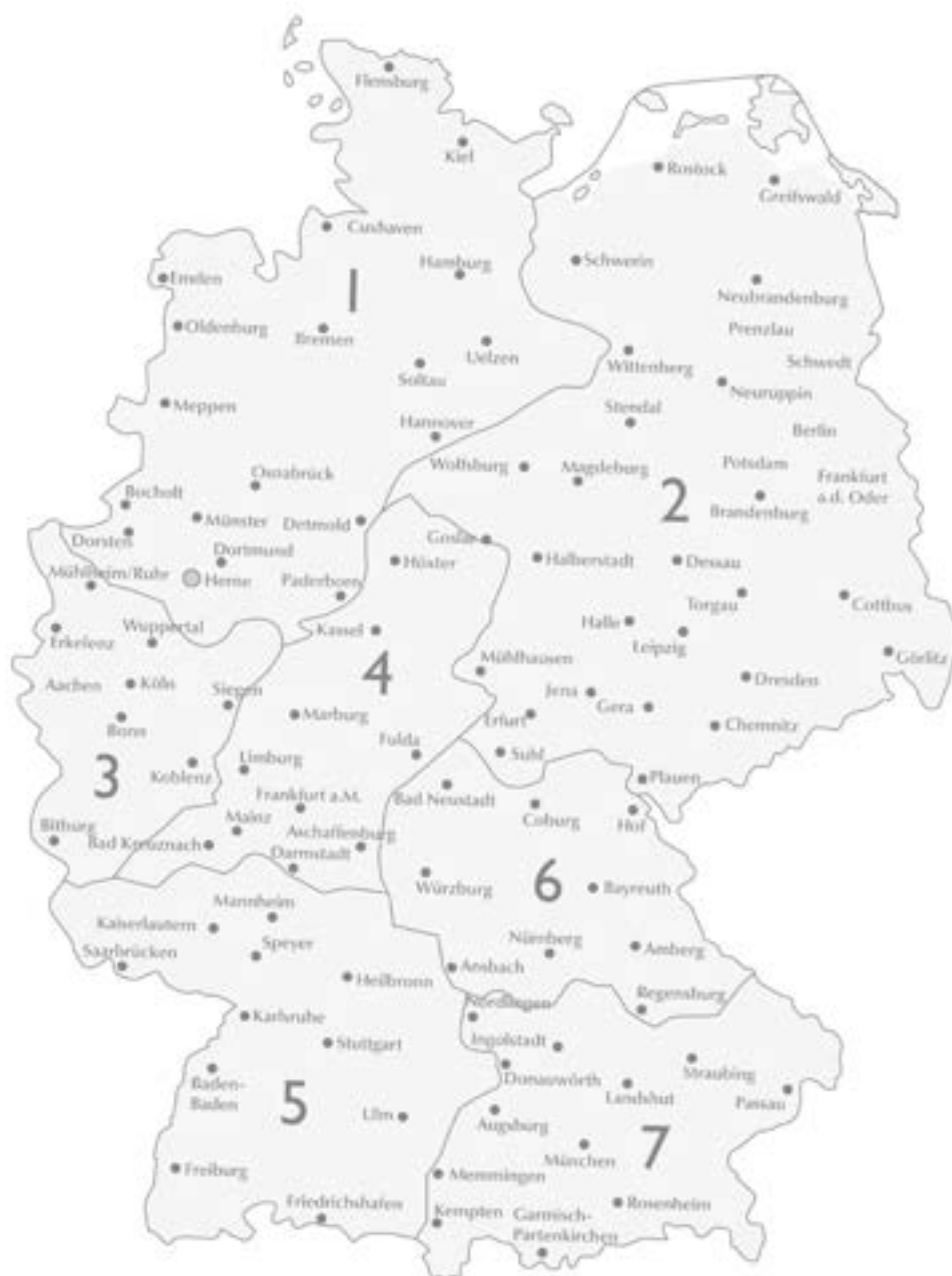 Flensburg
Kiel
Rostock
Greifswald
Cuxhaven
Hamburg
Schwerin
Emden
1
Neubrandenburg
Oldenburg
Bremen
Prenzlau
Uelzen
Wittenberg
Schwedt
Soltau
Neuruppin
Meppen
Stendal
Hannover
Berlin
Wolfsburg
Magdeburg
Potsdam
Osnabrück
Frankfurt
a.d. Oder
Bocholt
2
Brandenburg
Münster
Detmold
Dorsten
Goslar
Dortmund
Höxter
Halberstadt
Dessau
Mühlheim/Ruhr
Herne
Paderborn
Torgau
Cottbus
Erkelenz
Wuppertal
Kassel
Halle
Leipzig
Görlitz
Mühlhausen
4
Aachen
Köln
Siegen
Jena
Dresden
Bonn
Marburg
Erfurt
Gera
Chemnitz
Fulda
Suhl
3
Koblenz
Limburg
Plauen
Bad Neustadt
Frankfurt a.M.
Coburg
Hof
Mainz
Bitburg
Aschaffenburg
Bad Kreuznach
Darmstadt
Würzburg
6
Bayreuth
Mannheim
Kaiserlautern
Nürnberg
Speyer
Amberg
Saarbrücken
Ansbach
Heilbronn
Regensburg
Nördlingen
Karlsruhe
Ingolstadt
Stuttgart
Straubing
Donauwörth
Baden-
Baden
Landshut
Passau
5
Ulm
Augsburg
7
München
Freiburg
Memmingen
Rosenheim
Friedrichshafen
Kempten
Garmisch-
Partenkirchen